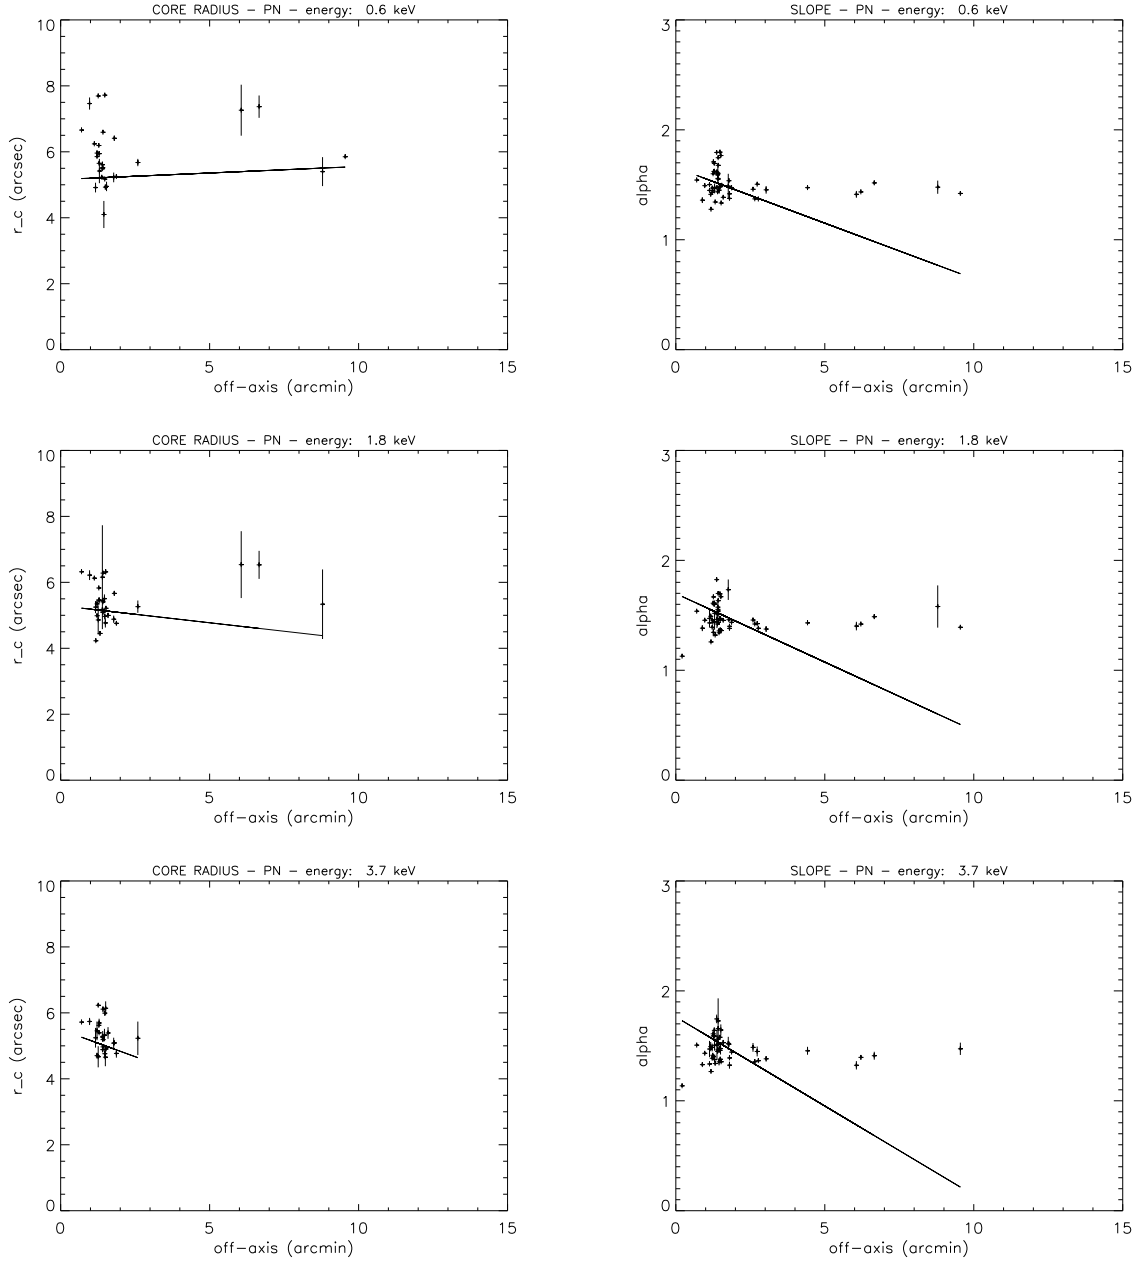 CORE RADIUS - PN - energy: 0.6 keV
10
8
6
4
2
0
r_c (arcsec)
0 5 10 15
off-axis (arcmin)
SLOPE - PN - energy: 0.6 keV
3
2
1
0
alpha
0 5 10 15
off-axis (arcmin)
CORE RADIUS - PN - energy: 1.8 keV
10
8
6
4
2
0
r_c (arcsec)
0 5 10 15
off-axis (arcmin)
SLOPE - PN - energy: 1.8 keV
3
2
1
0
alpha
0 5 10 15
off-axis (arcmin)
CORE RADIUS - PN - energy: 3.7 keV
10
8
6
4
2
0
r_c (arcsec)
0 5 10 15
off-axis (arcmin)
SLOPE - PN - energy: 3.7 keV
3
2
1
0
alpha
0 5 10 15
off-axis (arcmin)